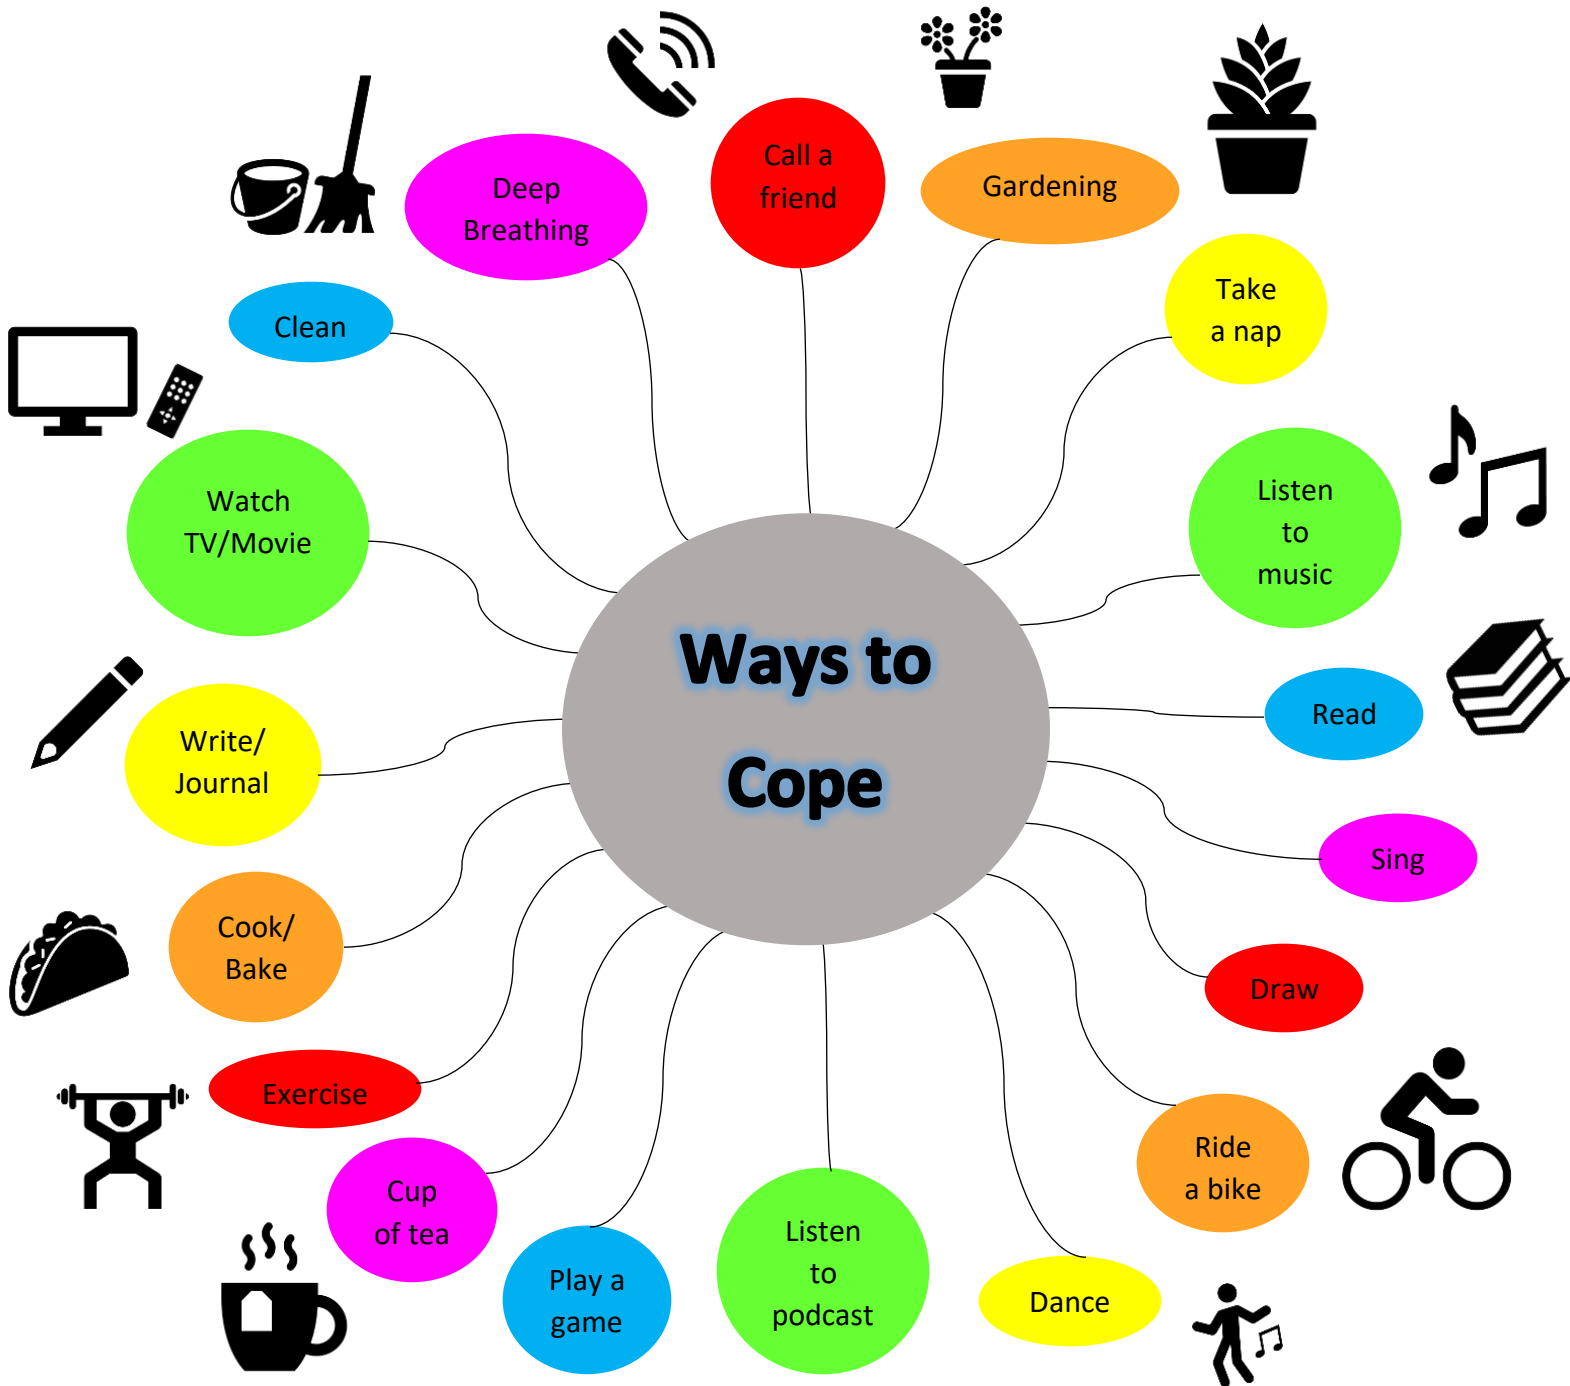 Ways to
Cope
Call a
friend
Gardening
Take
a nap
Listen
to
music
Read
Sing
Draw
Ride
a bike
Dance
Listen
to
podcast
Play a
game
Cup
of tea
Exercise
Cook/
Bake
Write/
Journal
Watch
TV/Movie
Clean
Deep
Breathing